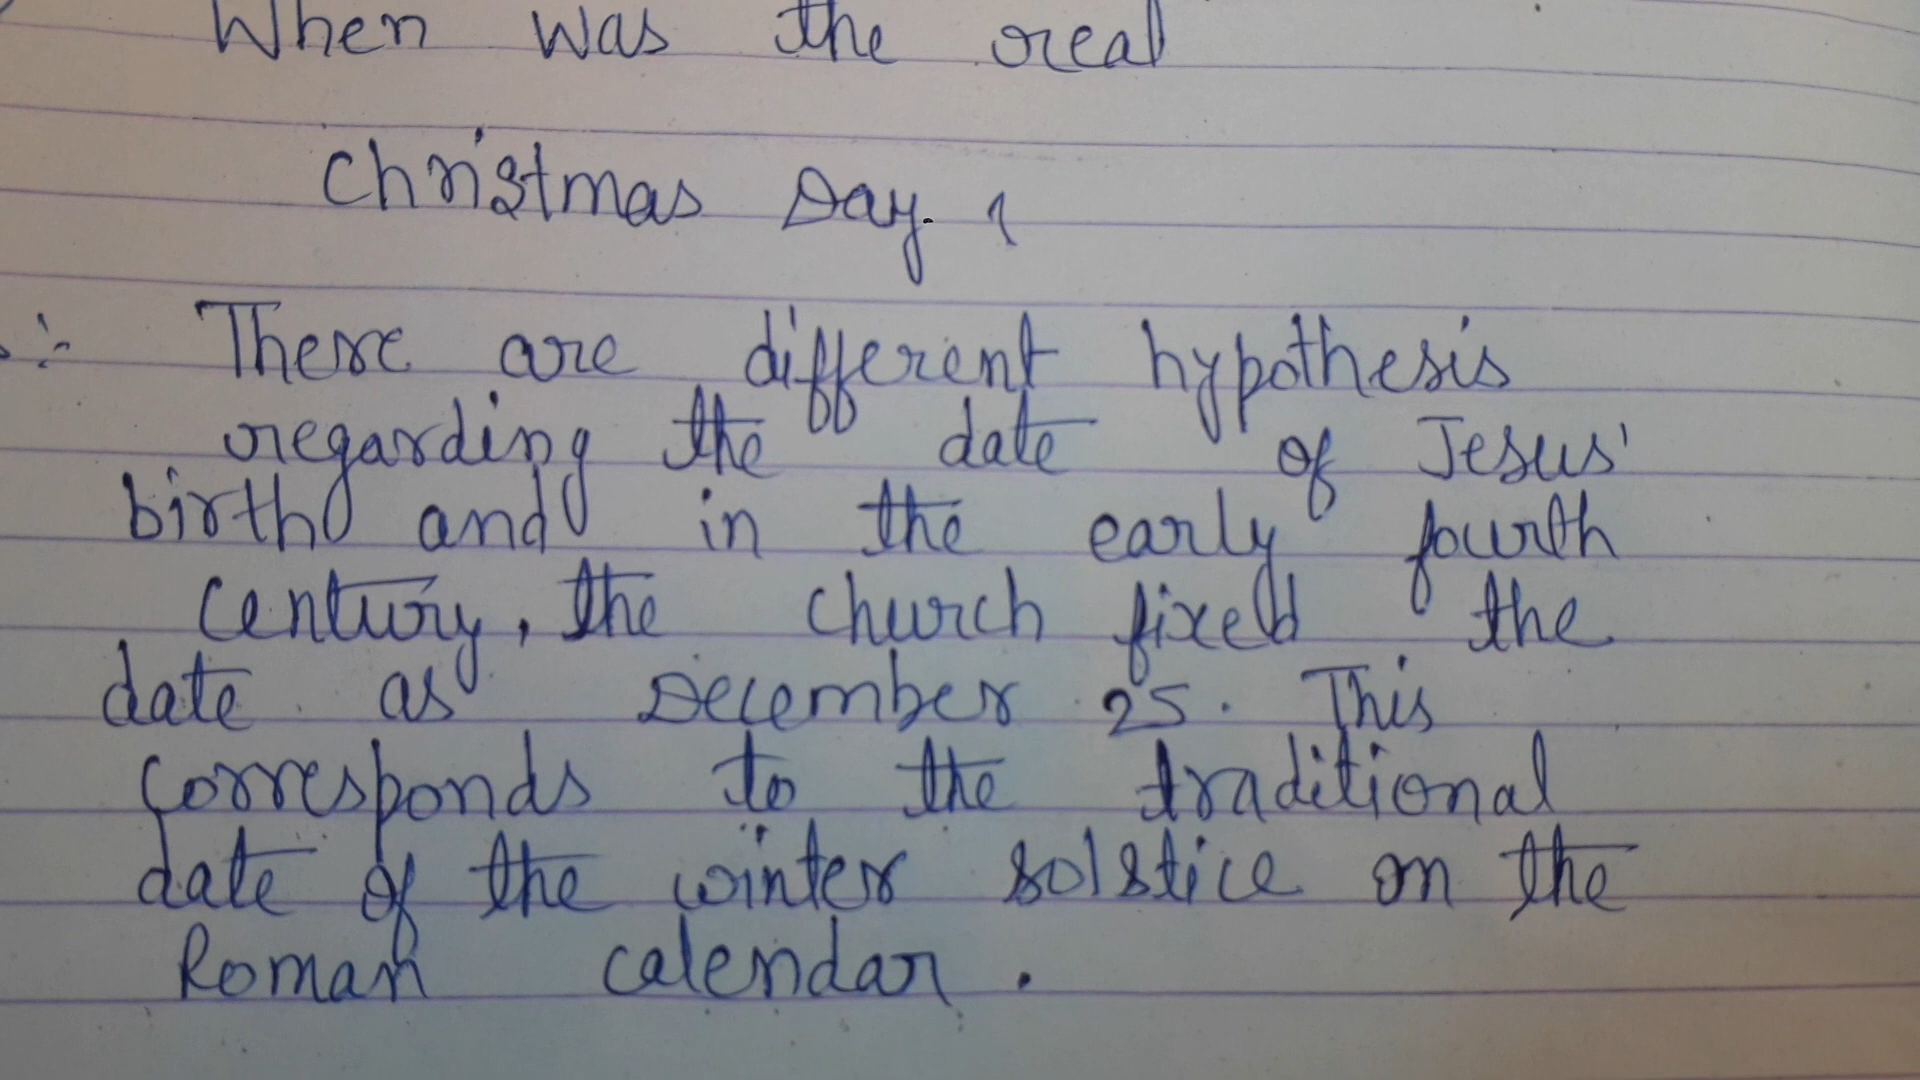 When was the real
Christmas Day. ?
:- There are different hypothesis
regarding the date of Jesus'
birth and in the early fourth
century, the church fixed the
date as December 25. This
corresponds to the traditional
date of the winter solstice on the
Roman calendar.